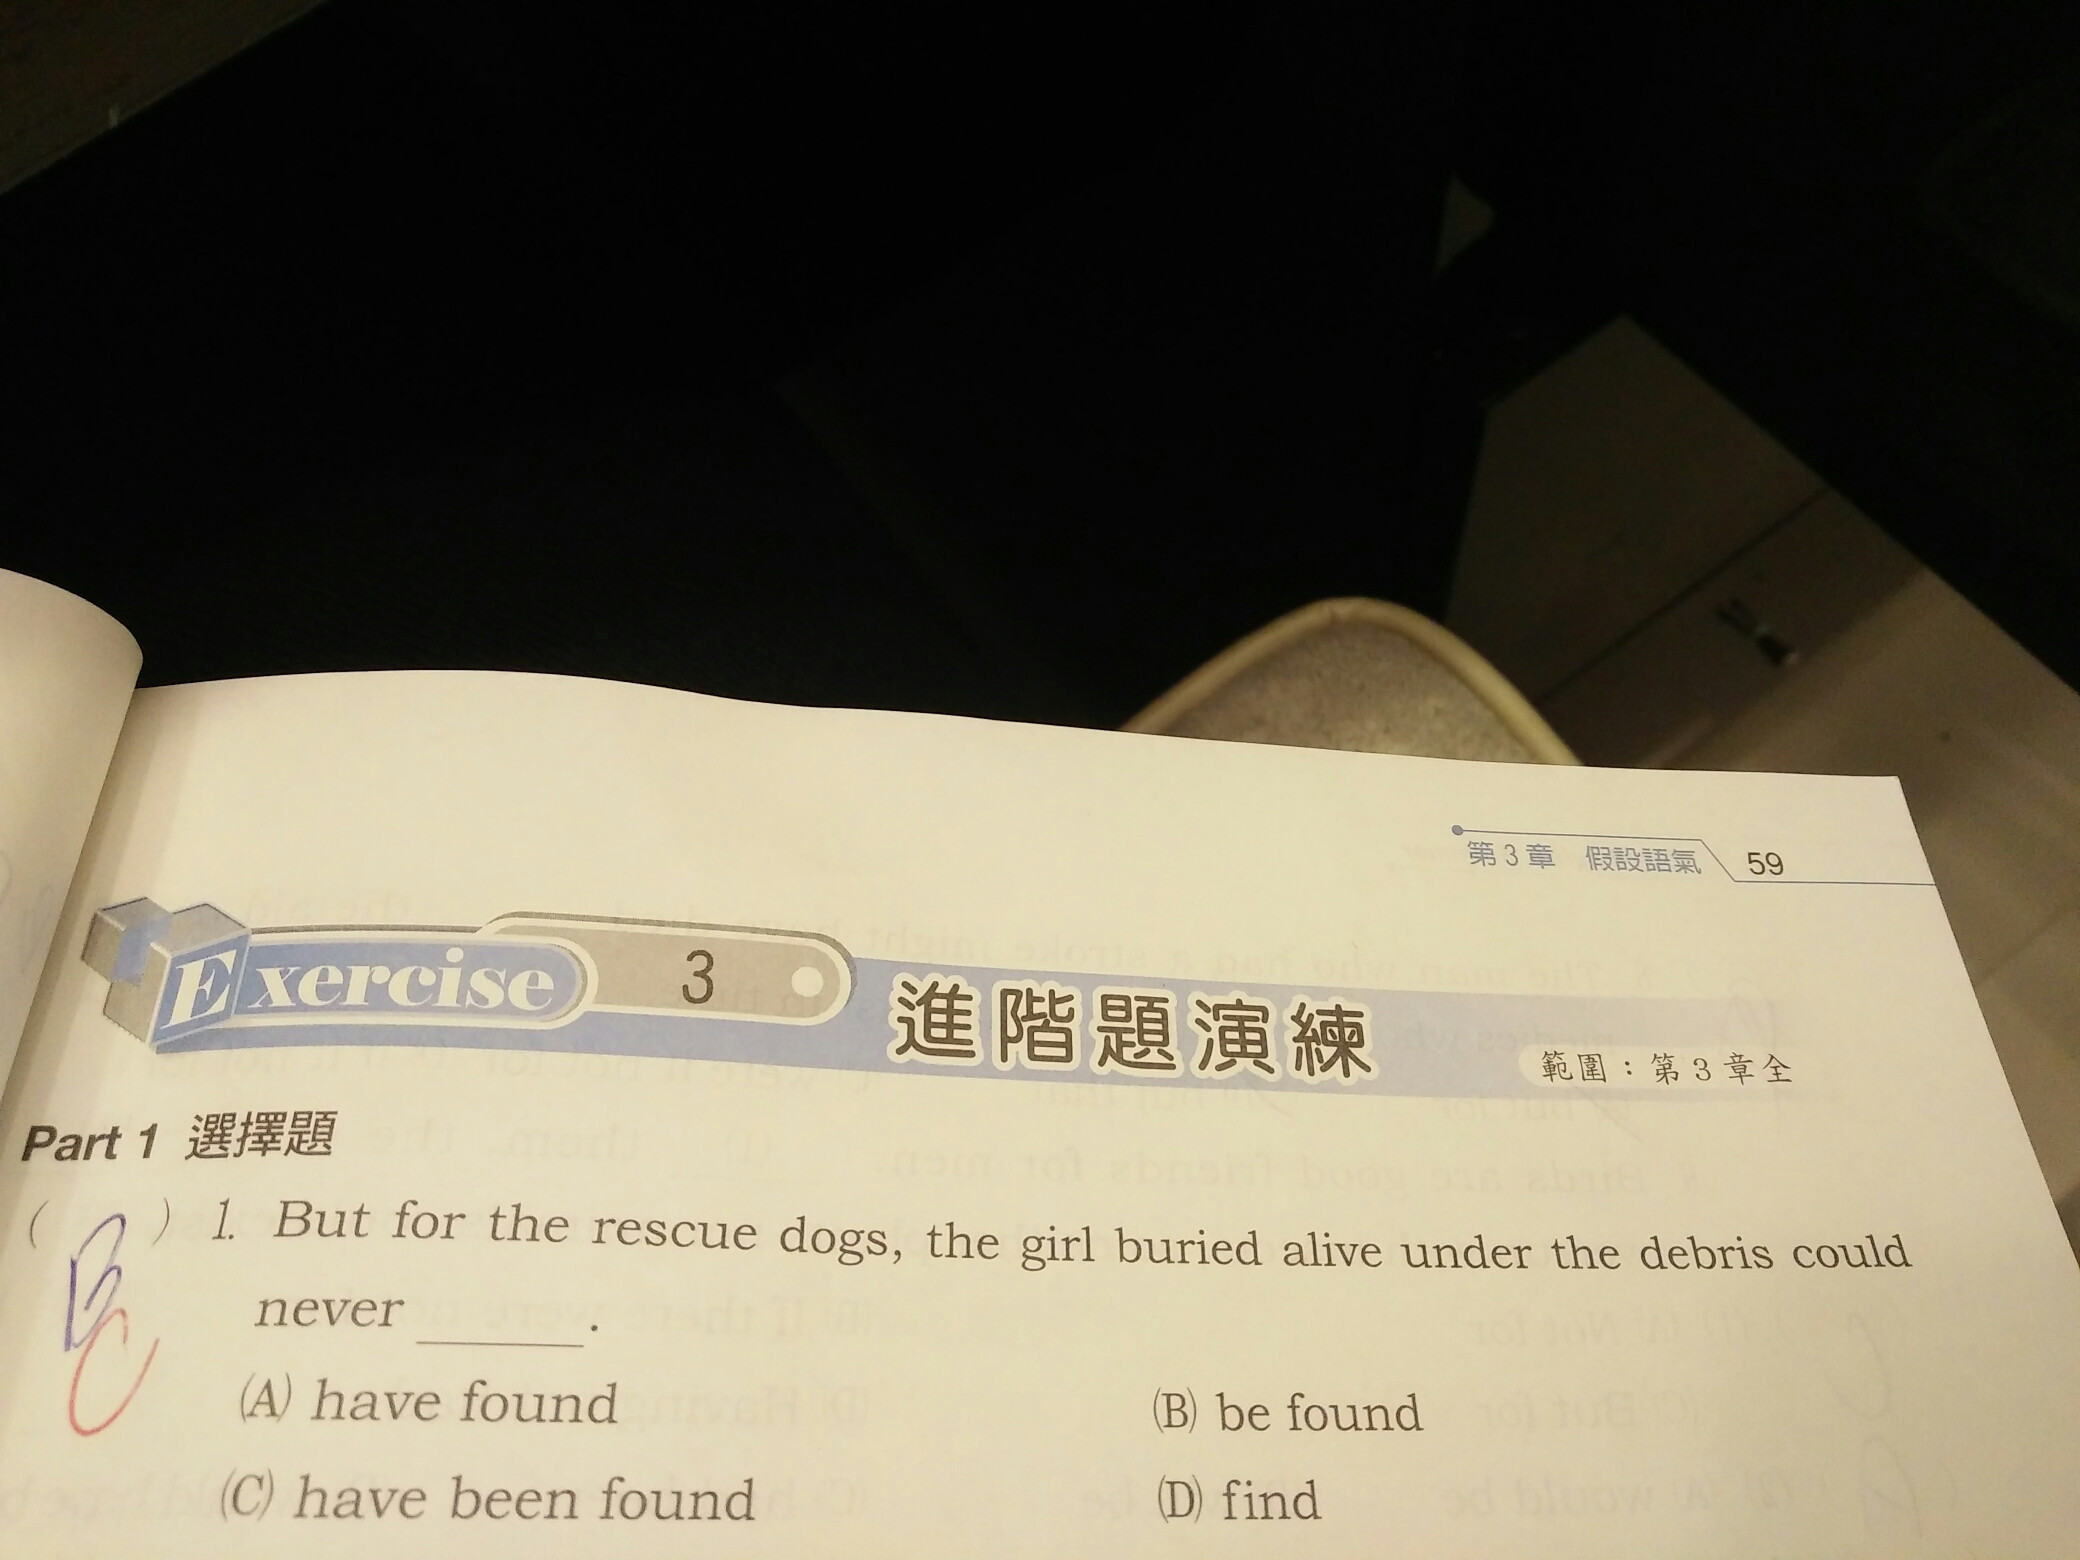 第3章 假設語氣 59
Exercise 3 進階題演練
範圍：第3章全
Part 1 選擇題
( B ) 1. But for the rescue dogs, the girl buried alive under the debris could
C never ______.
(A) have found (B) be found
(C) have been found (D) find